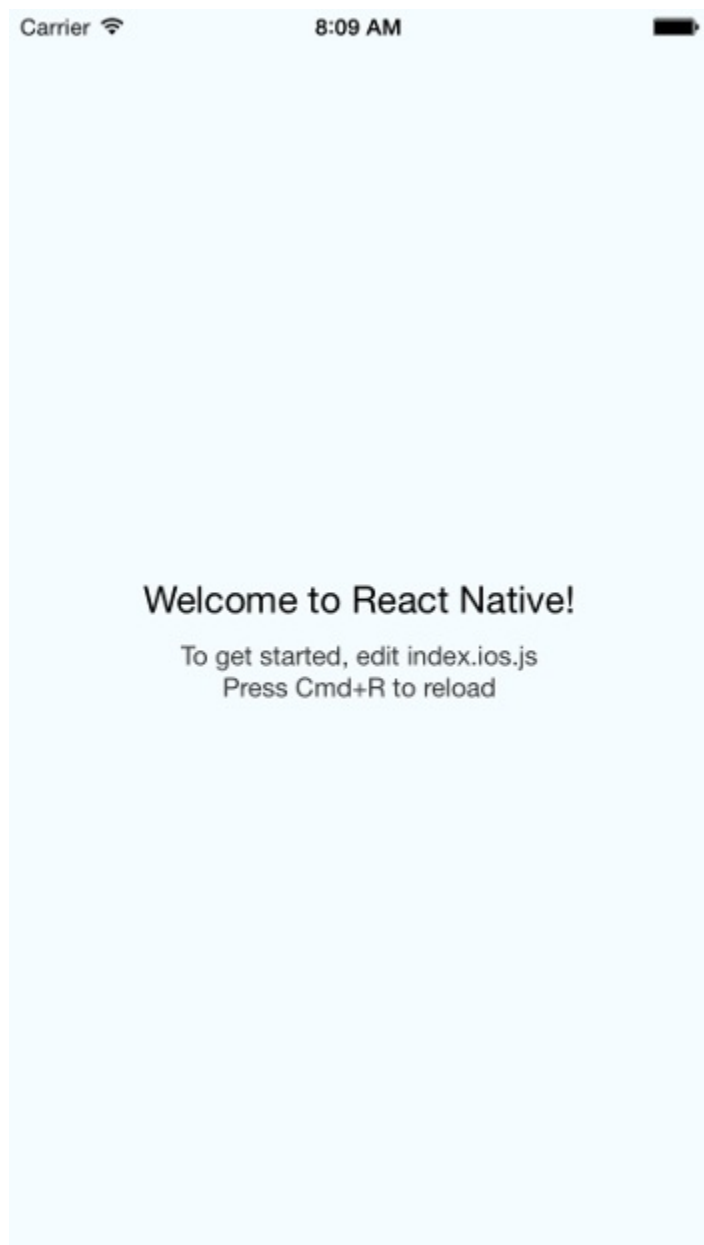 Carrier 8:09 AM
Welcome to React Native!
To get started, edit index.ios.js
Press Cmd+R to reload